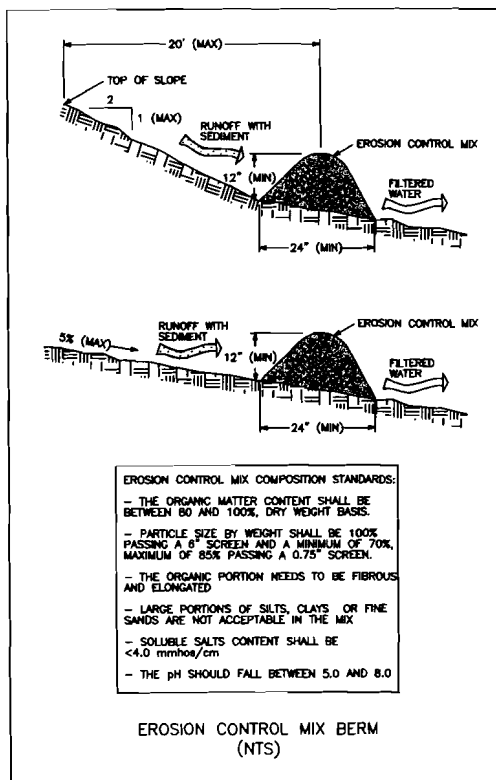 20' (MAX)
TOP OF SLOPE
2
1 (MAX)
RUNOFF WITH
SEDIMENT
EROSION CONTROL MIX
12"
(MIN)
FILTERED
WATER
24" (MIN)
5% (MAX)
RUNOFF WITH
SEDIMENT
EROSION CONTROL MIX
12"
(MIN)
FILTERED
WATER
24" (MIN)
EROSION CONTROL MIX COMPOSITION STANDARDS:
– THE ORGANIC MATTER CONTENT SHALL BE
BETWEEN 80 AND 100%, DRY WEIGHT BASIS.
– PARTICLE SIZE BY WEIGHT SHALL BE 100%
PASSING A 6" SCREEN AND A MINIMUM OF 70%,
MAXIMUM OF 85% PASSING A 0.75" SCREEN.
– THE ORGANIC PORTION NEEDS TO BE FIBROUS
AND ELONGATED
– LARGE PORTIONS OF SILTS, CLAYS OR FINE
SANDS ARE NOT ACCEPTABLE IN THE MIX
– SOLUBLE SALTS CONTENT SHALL BE
<4.0 mmhos/cm
– THE pH SHOULD FALL BETWEEN 5.0 AND 8.0
EROSION CONTROL MIX BERM
(NTS)